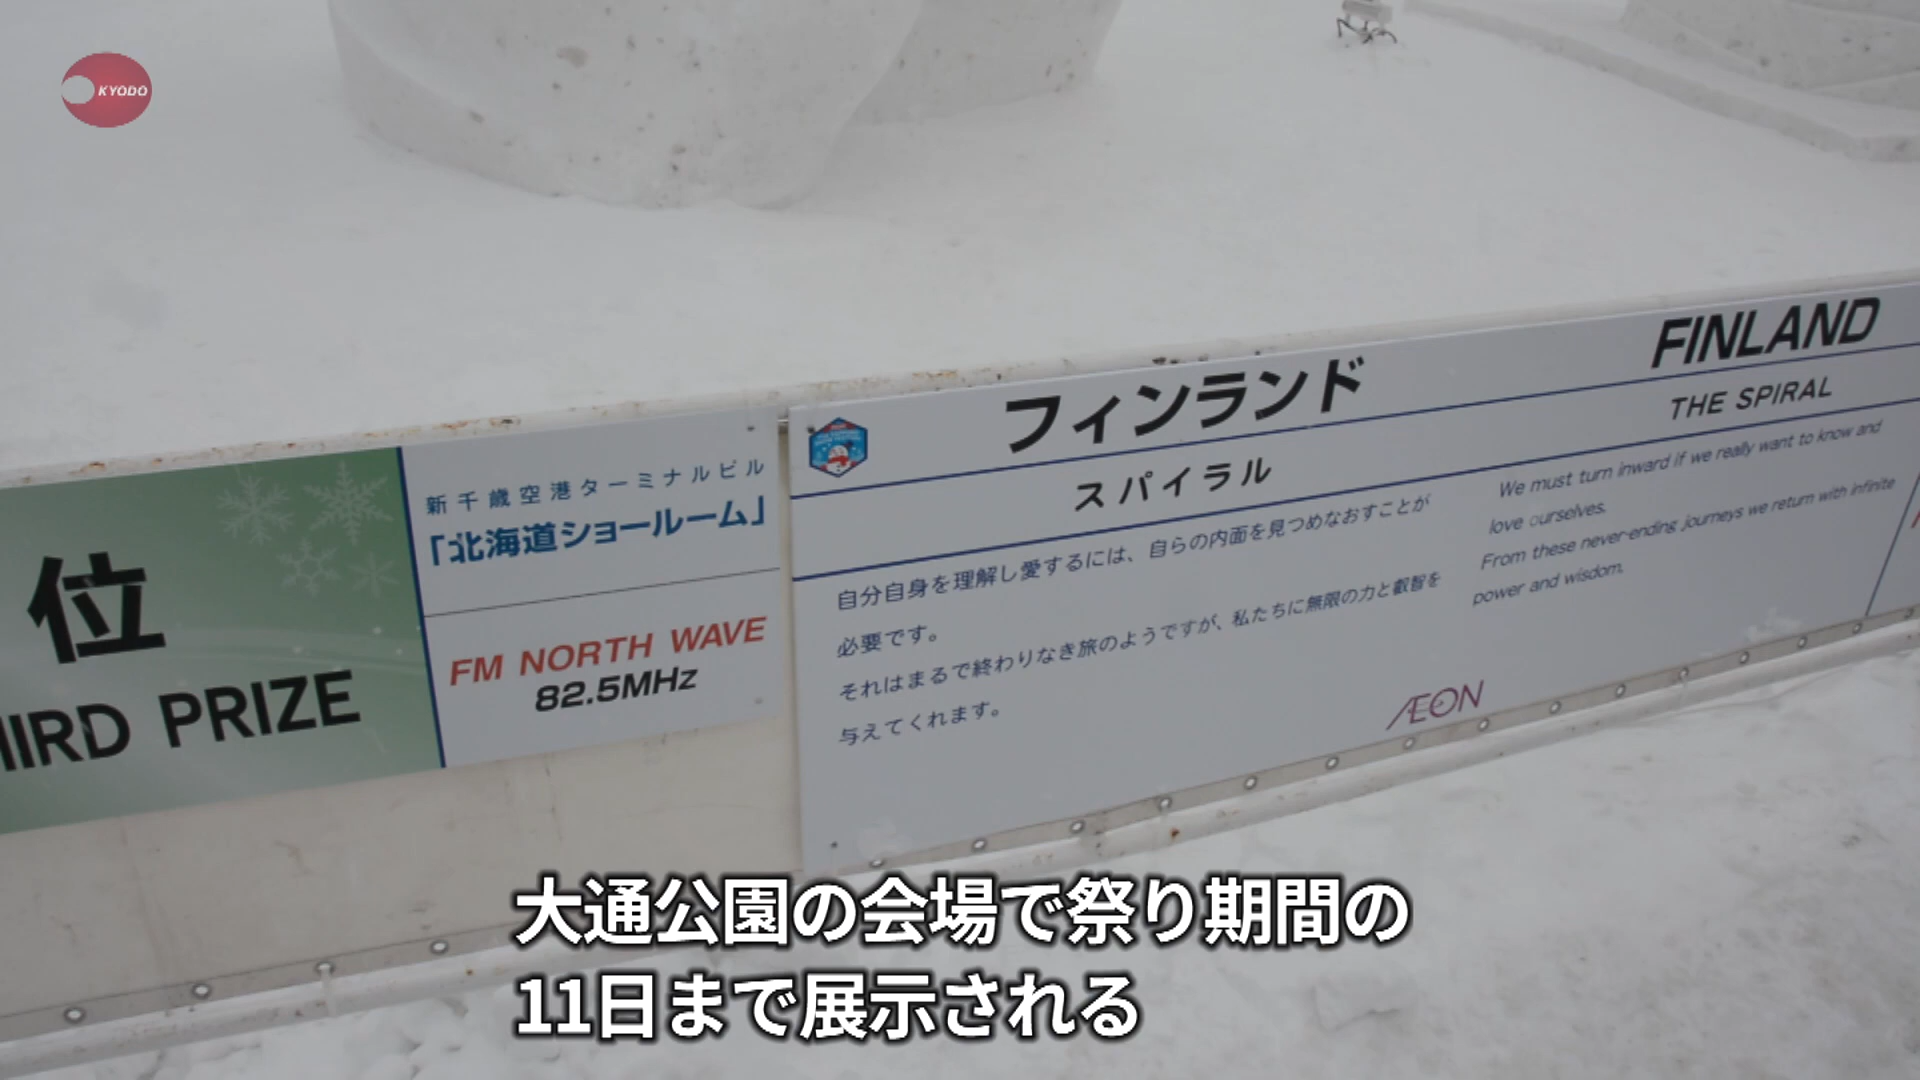 KYODO
位
THIRD PRIZE
新千歳空港ターミナルビル
「北海道ショールーム」
FM NORTH WAVE
82.5MHz
フィンランド
スパイラル
自分自身を理解し愛するには、自らの内面を見つめなおすことが
必要です。
それはまるで終わりなき旅のようですが、私たちに無限の力と叡智を
与えてくれます。
FINLAND
THE SPIRAL
We must turn inward if we really want to know and
love ourselves.
From these never-ending journeys we return with infinite
power and wisdom.
ÆON
大通公園の会場で祭り期間の
11日まで展示される